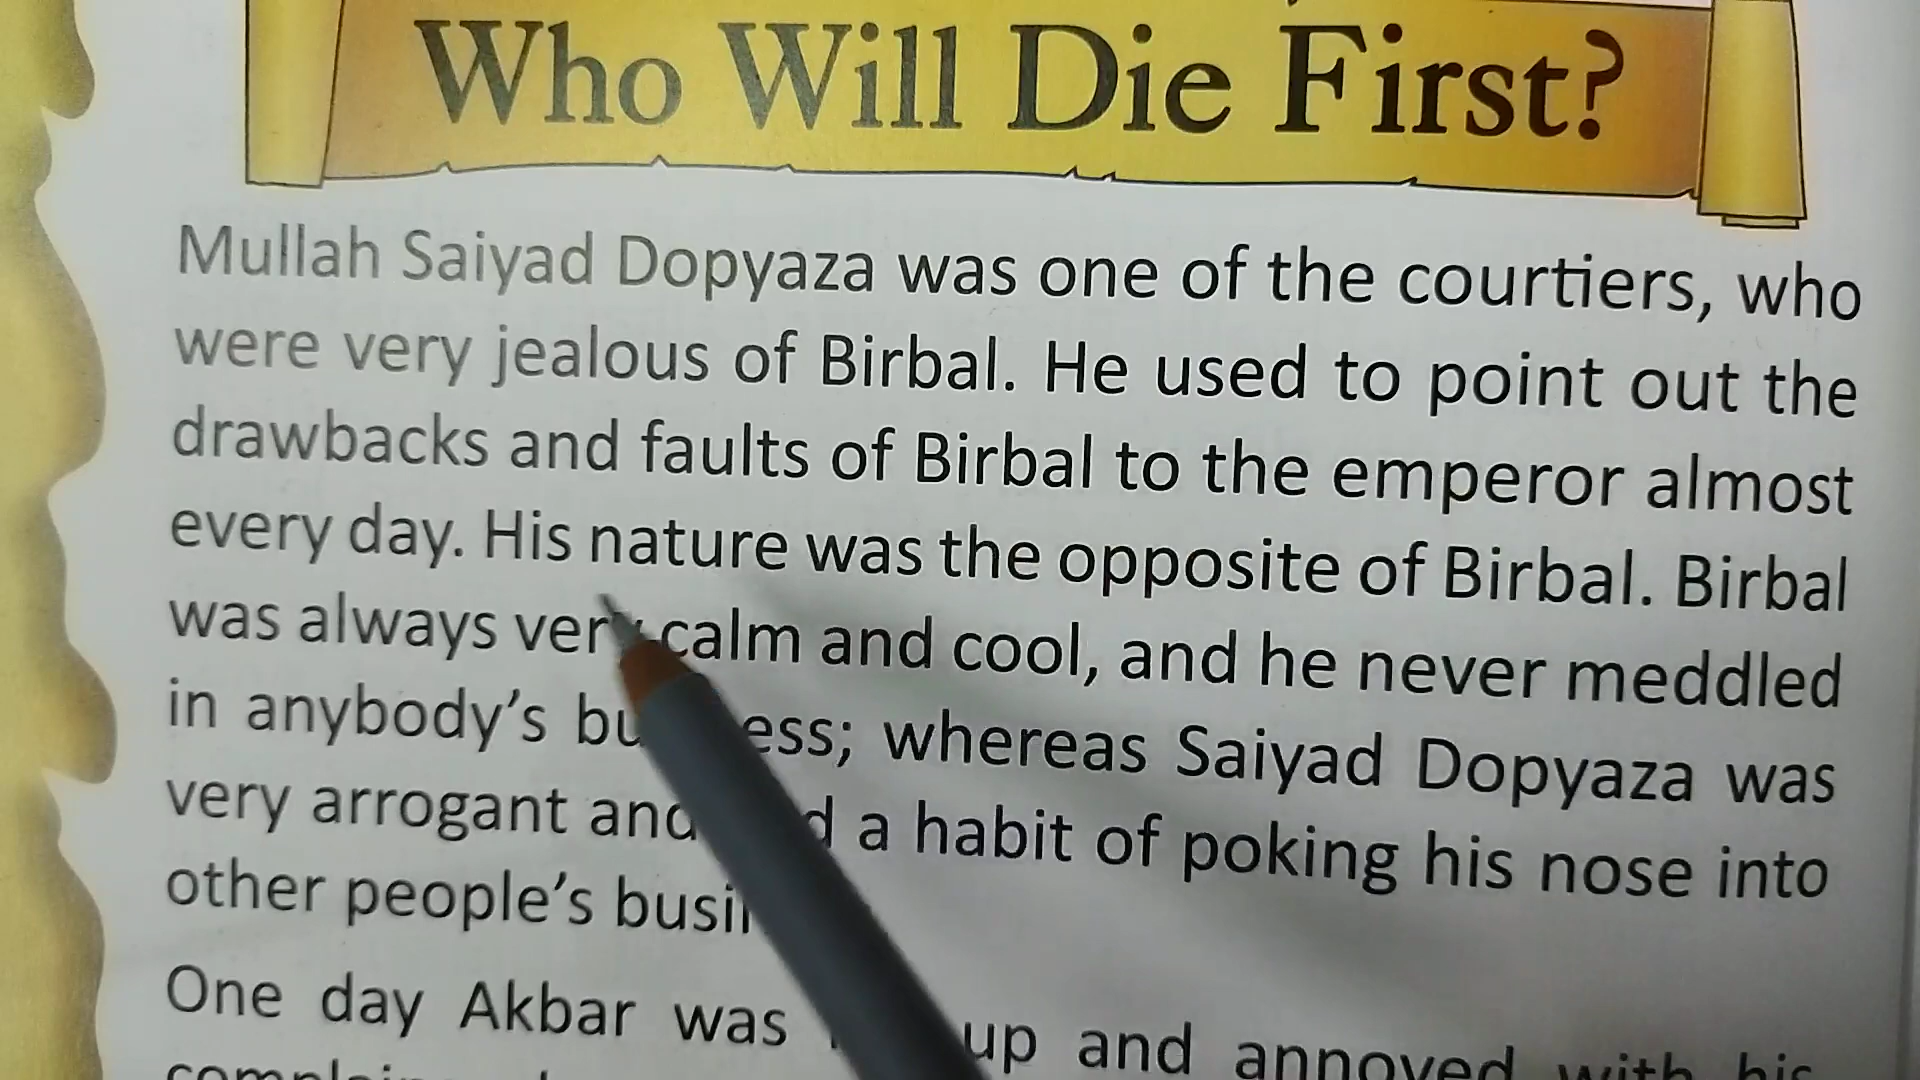 Who Will Die First?
Mullah Saiyad Dopyaza was one of the courtiers, who
were very jealous of Birbal. He used to point out the
drawbacks and faults of Birbal to the emperor almost
every day. His nature was the opposite of Birbal. Birbal
was always very calm and cool, and he never meddled
in anybody's ; whereas Saiyad Dopyaza was
very arrogant and a habit of poking his nose into
other people's
One day Akbar was up and annoyed with his